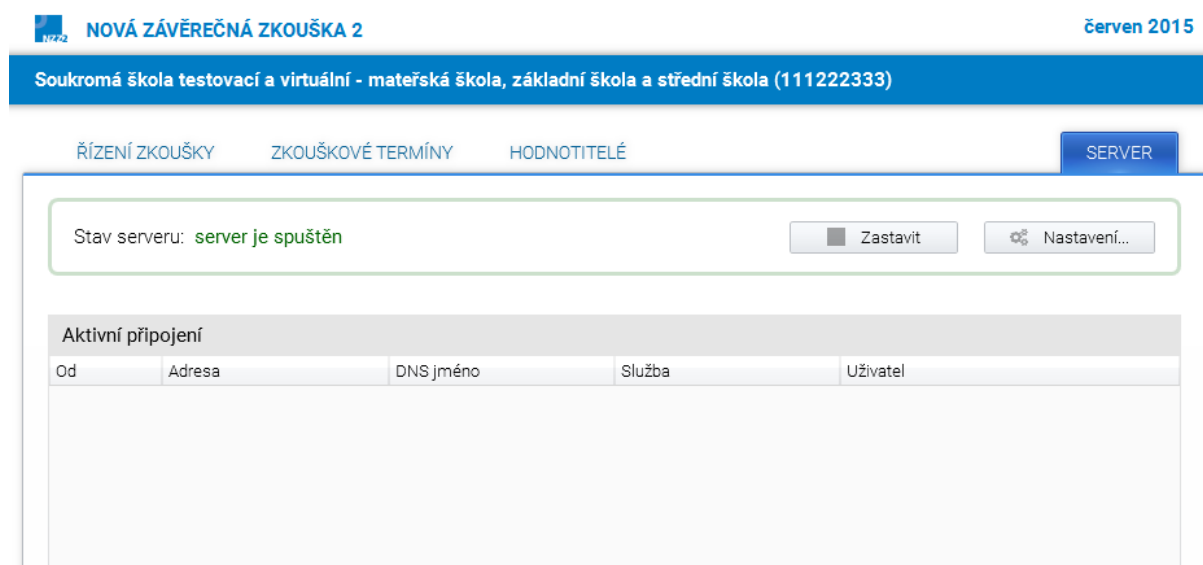 NZZ2 NOVÁ ZÁVĚREČNÁ ZKOUŠKA 2 červen 2015
Soukromá škola testovací a virtuální - mateřská škola, základní škola a střední škola (111222333)
ŘÍZENÍ ZKOUŠKY ZKOUŠKOVÉ TERMÍNY HODNOTITELÉ SERVER
Stav serveru: server je spuštěn Zastavit Nastavení...
Aktivní připojení
Od Adresa DNS jméno Služba Uživatel